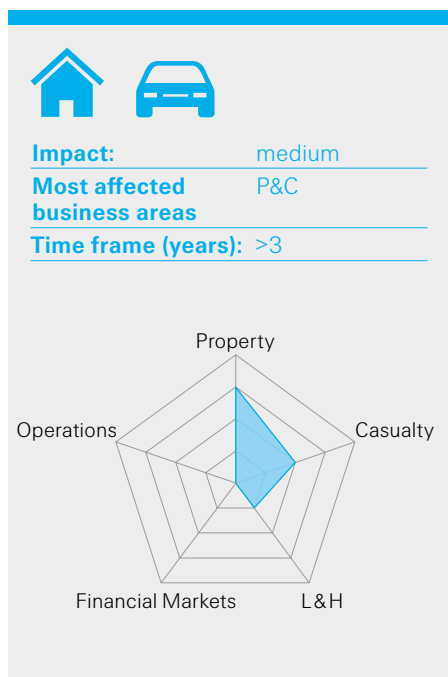 Impact: medium
Most affected P&C
business areas
Time frame (years): >3
Property
Operations Casualty
Financial Markets L&H